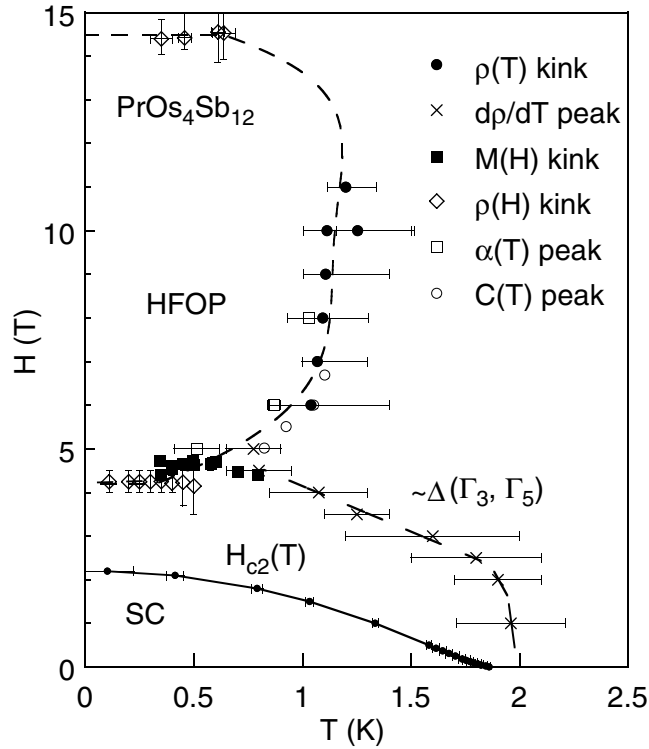 15
10
5
0
H (T)
0
0.5
1
1.5
2
2.5
T (K)
PrOs₄Sb₁₂
HFOP
SC
H_c2(T)
~Δ(Γ₃, Γ₅)
ρ(T) kink
dρ/dT peak
M(H) kink
ρ(H) kink
α(T) peak
C(T) peak